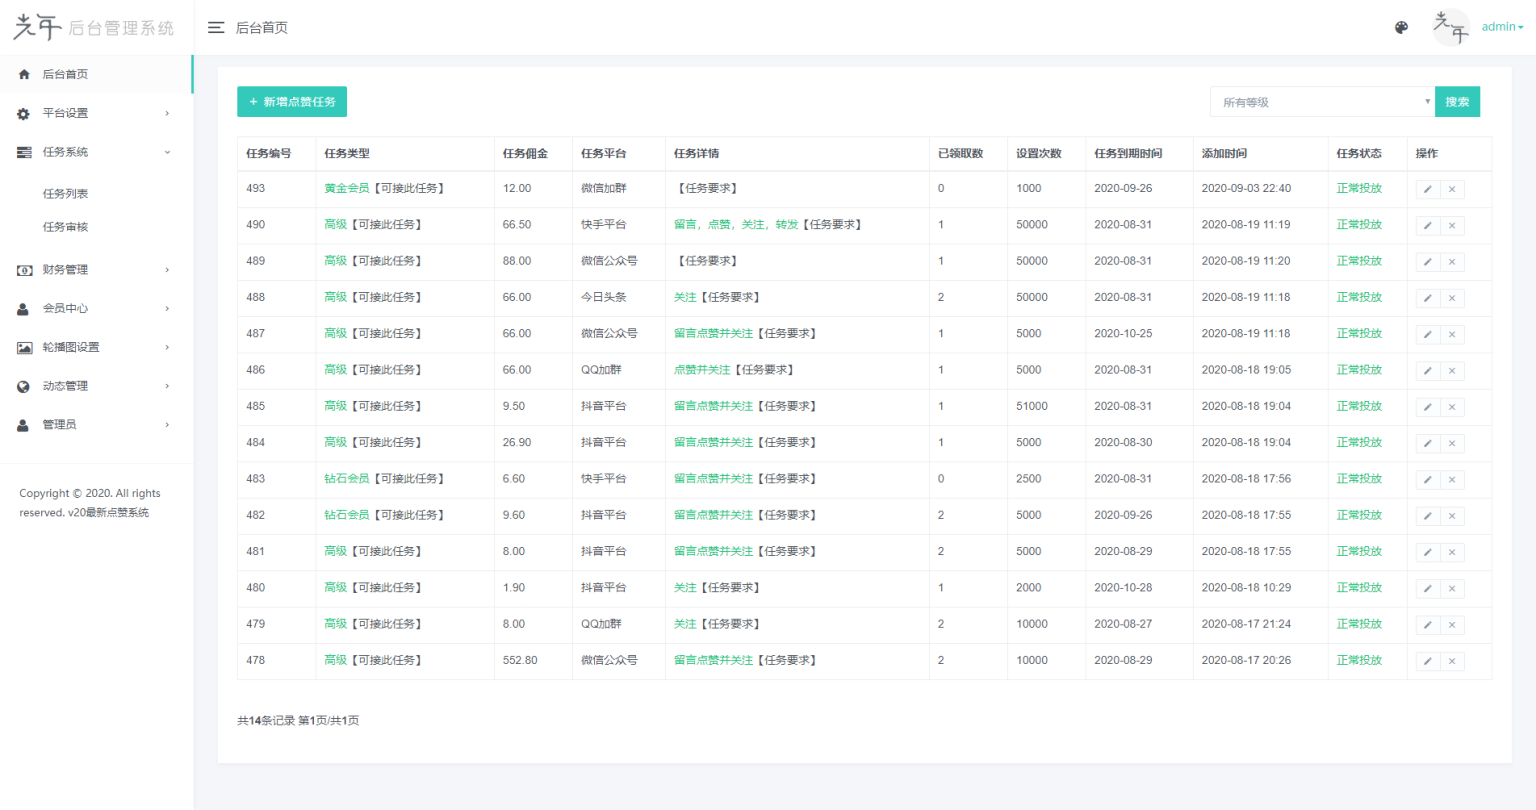 光年 后台管理系统
后台首页
admin
后台首页
平台设置
任务系统
任务列表
任务审核
财务管理
会员中心
轮播图设置
动态管理
管理员
Copyright © 2020. All rights
reserved. v20最新点赞系统
+ 新增点赞任务
所有等级 搜索
任务编号 任务类型 任务佣金 任务平台 任务详情 已领取数 设置次数 任务到期时间 添加时间 任务状态 操作
493 黄金会员【可接此任务】 12.00 微信加群 【任务要求】 0 1000 2020-09-26 2020-09-03 22:40 正常投放
490 高级【可接此任务】 66.50 快手平台 留言，点赞，关注，转发【任务要求】 1 50000 2020-08-31 2020-08-19 11:19 正常投放
489 高级【可接此任务】 88.00 微信公众号 【任务要求】 1 50000 2020-08-31 2020-08-19 11:20 正常投放
488 高级【可接此任务】 66.00 今日头条 关注【任务要求】 2 50000 2020-08-31 2020-08-19 11:18 正常投放
487 高级【可接此任务】 66.00 微信公众号 留言点赞并关注【任务要求】 1 5000 2020-10-25 2020-08-19 11:18 正常投放
486 高级【可接此任务】 66.00 QQ加群 点赞并关注【任务要求】 1 5000 2020-08-31 2020-08-18 19:05 正常投放
485 高级【可接此任务】 9.50 抖音平台 留言点赞并关注【任务要求】 1 51000 2020-08-31 2020-08-18 19:04 正常投放
484 高级【可接此任务】 26.90 抖音平台 留言点赞并关注【任务要求】 1 5000 2020-08-30 2020-08-18 19:04 正常投放
483 钻石会员【可接此任务】 6.60 快手平台 留言点赞并关注【任务要求】 0 2500 2020-08-31 2020-08-18 17:56 正常投放
482 钻石会员【可接此任务】 9.60 抖音平台 留言点赞并关注【任务要求】 2 5000 2020-09-26 2020-08-18 17:55 正常投放
481 高级【可接此任务】 8.00 抖音平台 留言点赞并关注【任务要求】 2 5000 2020-08-29 2020-08-18 17:55 正常投放
480 高级【可接此任务】 1.90 抖音平台 关注【任务要求】 1 2000 2020-10-28 2020-08-18 10:29 正常投放
479 高级【可接此任务】 8.00 QQ加群 关注【任务要求】 2 10000 2020-08-27 2020-08-17 21:24 正常投放
478 高级【可接此任务】 552.80 微信公众号 留言点赞并关注【任务要求】 2 10000 2020-08-29 2020-08-17 20:26 正常投放
共14条记录 第1页/共1页